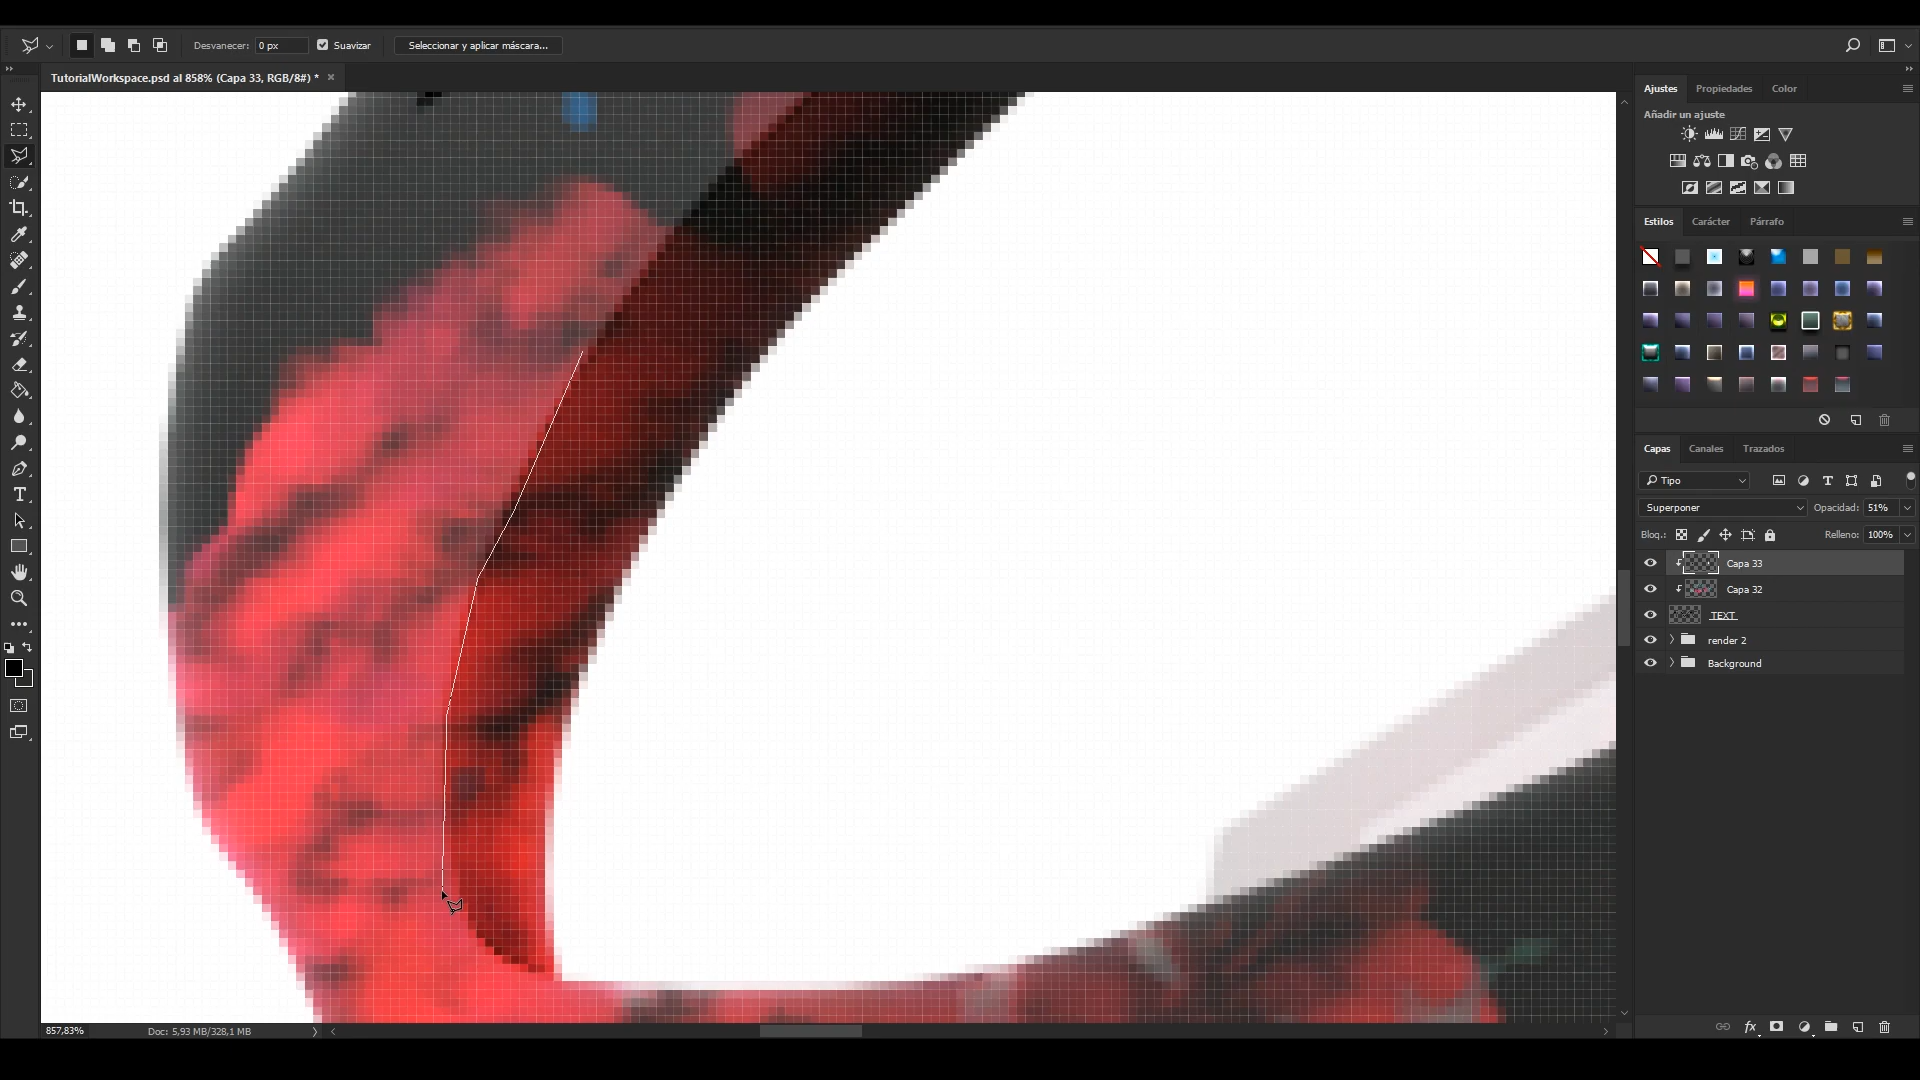 Desvanecer: 0 px Suavizar Seleccionar y aplicar máscara...
TutorialWorkspace.psd al 858% (Capa 33, RGB/8#) * ×
Ajustes Propiedades Color
Añadir un ajuste
Estilos Carácter Párrafo
Capas Canales Trazados
Tipo
Superponer Opacidad: 51%
Bloq.: Relleno: 100%
Capa 33
Capa 32
TEXT
render 2
Background
857,83% Doc: 5,93 MB/328,1 MB